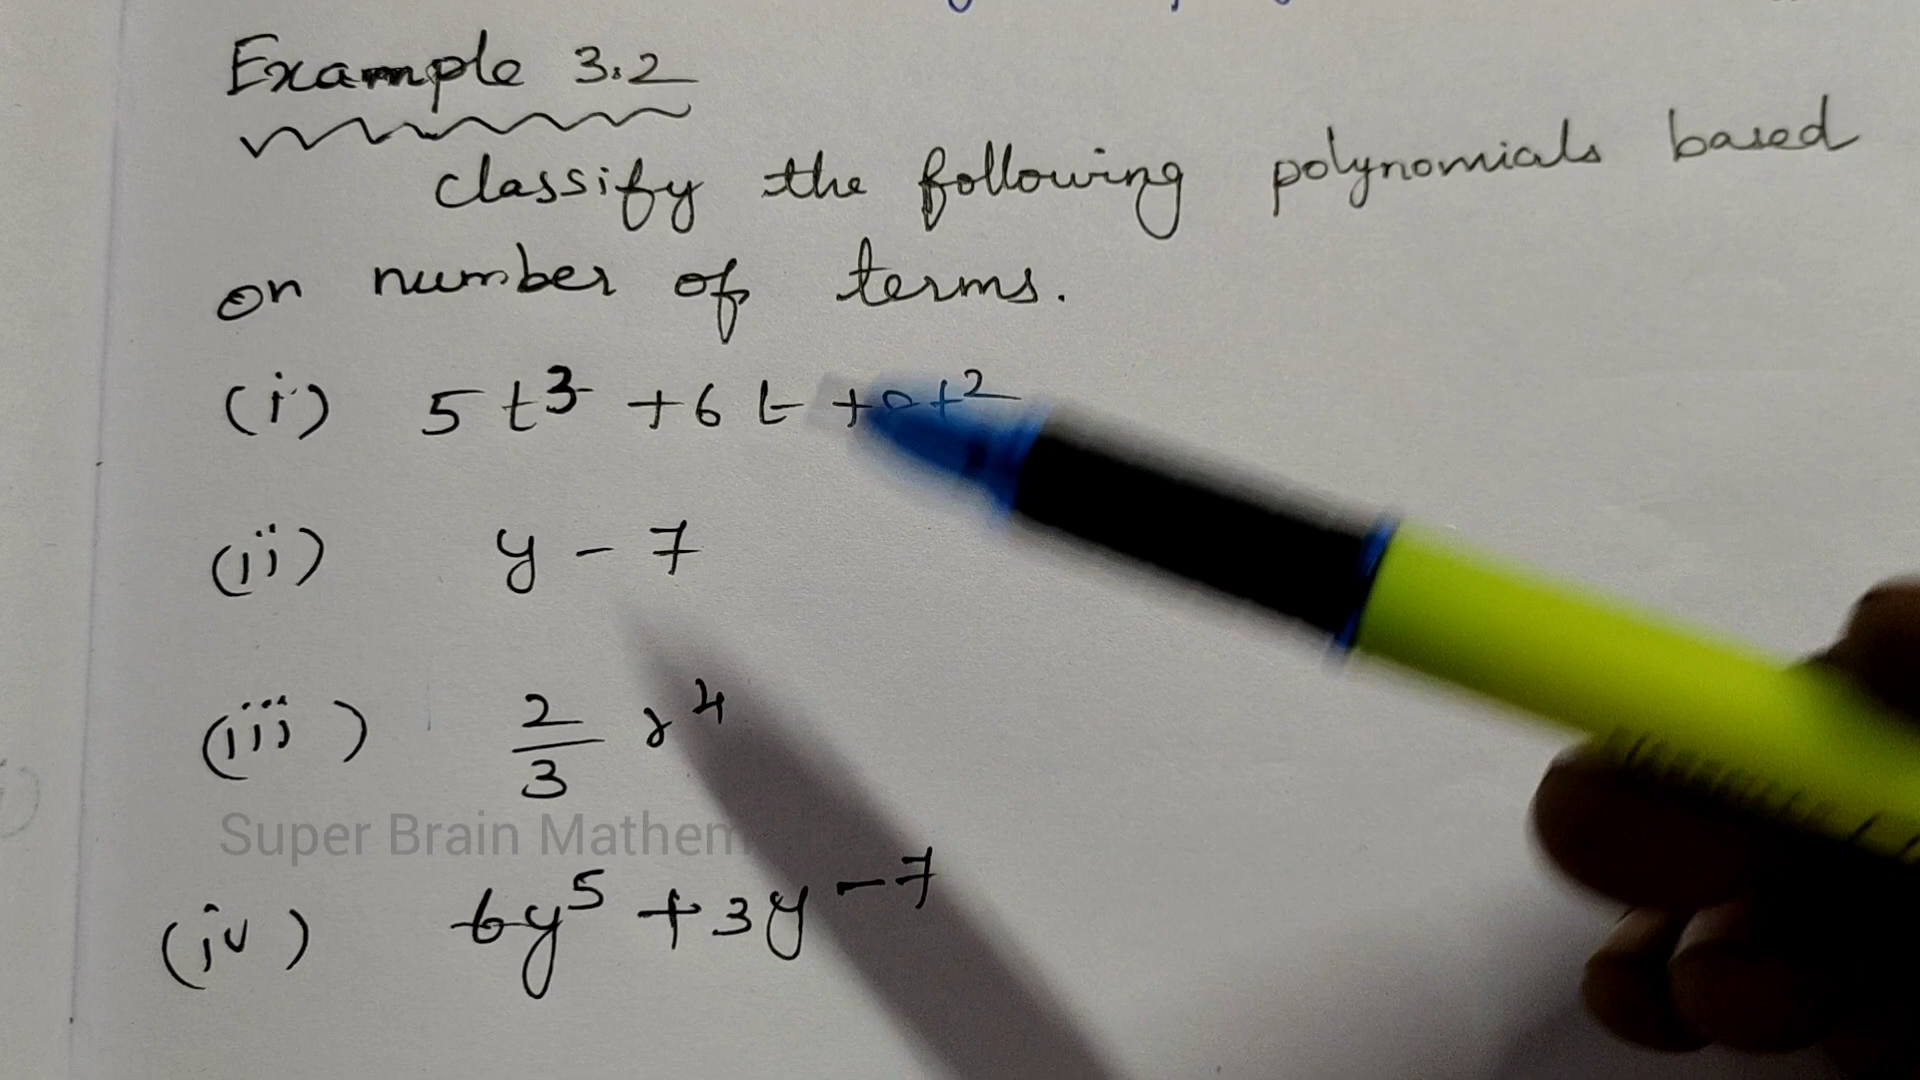 Example 3.2
classify the following polynomials based
on number of terms.
(i) 5t³ + 6t + t²
(ii) y - 7
(iii) 2/3 r⁴
Super Brain Mathem
(iv) 6y⁵ + 3y - 7